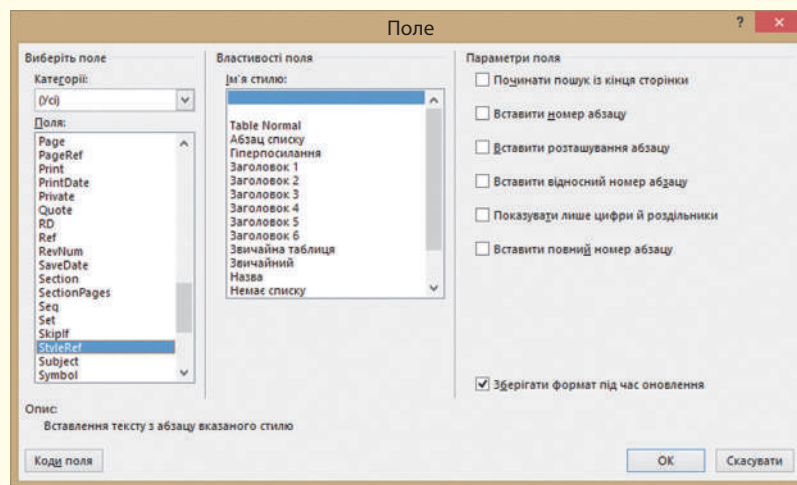 Поле
?
Виберіть поле
Категорії:
(Усі)
Поля:
Page
PageRef
Print
PrintDate
Private
Quote
RD
Ref
RevNum
SaveDate
Section
SectionPages
Seq
Set
SkipIf
StyleRef
Subject
Symbol
Властивості поля
Ім'я стилю:
Table Normal
Абзац списку
Гіперпосилання
Заголовок 1
Заголовок 2
Заголовок 3
Заголовок 4
Заголовок 5
Заголовок 6
Звичайна таблиця
Звичайний
Назва
Немає списку
Параметри поля
Починати пошук із кінця сторінки
Вставити номер абзацу
Вставити розташування абзацу
Вставити відносний номер абзацу
Показувати лише цифри й роздільники
Вставити повний номер абзацу
Зберігати формат під час оновлення
Опис:
Вставлення тексту з абзацу вказаного стилю
Коди поля
ОК
Скасувати